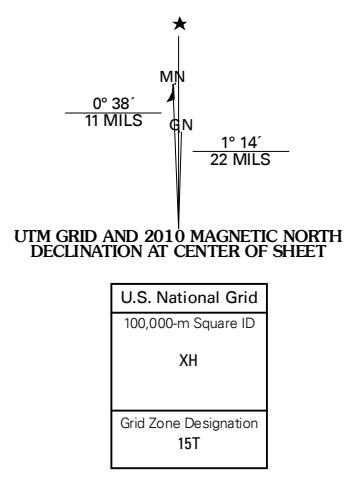 MN
0° 38´
11 MILS
GN
1° 14´
22 MILS
UTM GRID AND 2010 MAGNETIC NORTH
DECLINATION AT CENTER OF SHEET
U.S. National Grid
100,000-m Square ID
XH
Grid Zone Designation
15T